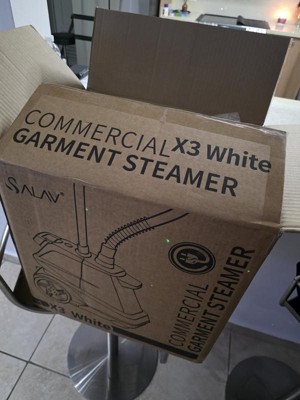 COMMERCIAL X3 White
GARMENT STEAMER
SALAV®
X3 White
COMMERCIAL
GARMENT STEAMER